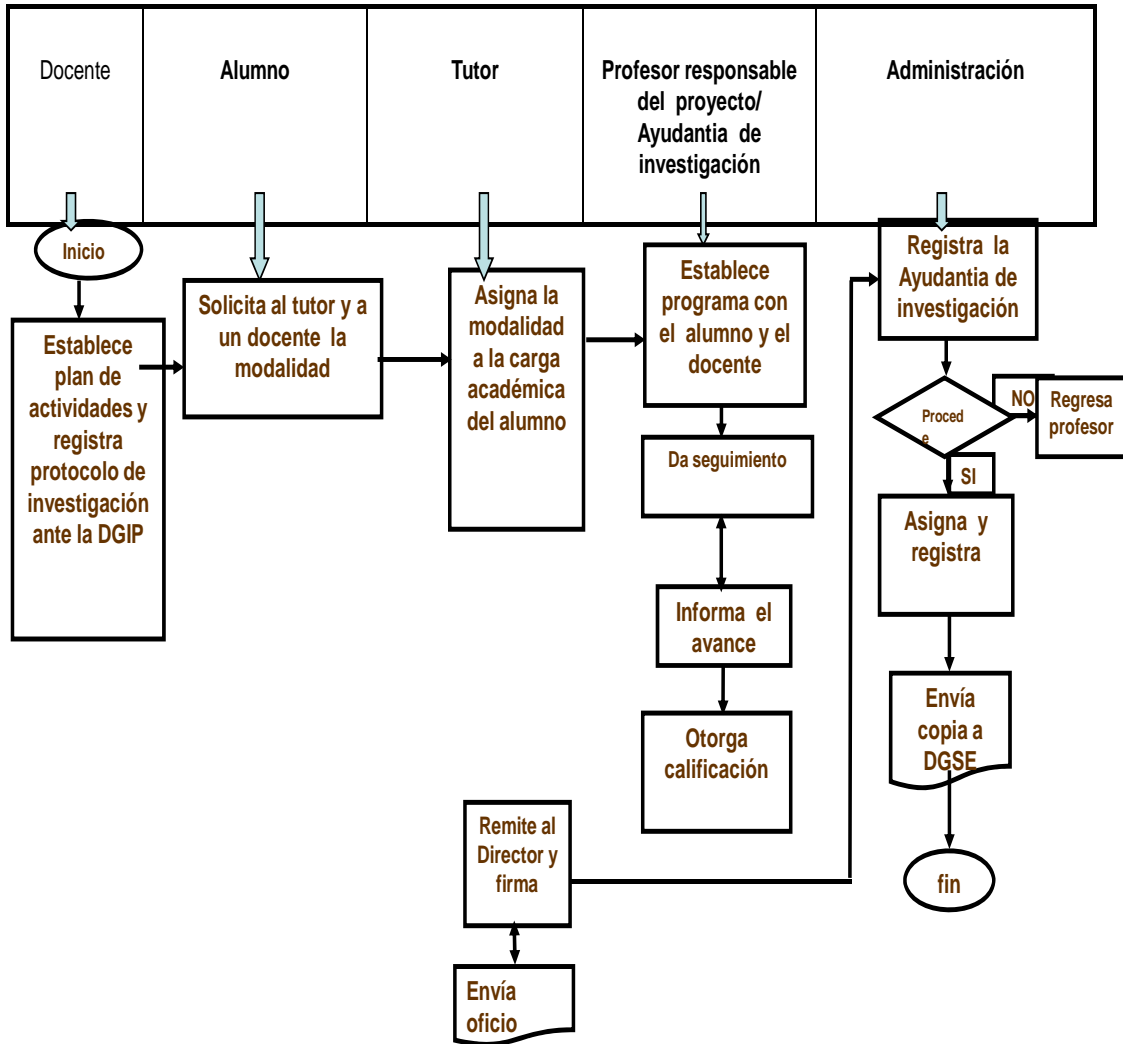 Docente
Alumno
Tutor
Profesor responsable
del proyecto/
Ayudantia de
investigación
Administración
Inicio
Establece
plan de
actividades y
registra
protocolo de
investigación
ante la DGIP
Solicita al tutor y a
un docente la
modalidad
Asigna la
modalidad
a la carga
académica
del alumno
Establece
programa con
el alumno y el
docente
Da seguimiento
Informa el
avance
Otorga
calificación
Remite al
Director y
firma
Envía
oficio
Registra la
Ayudantia de
investigación
Proced
e
NO
Regresa
profesor
SI
Asigna y
registra
Envía
copia a
DGSE
fin